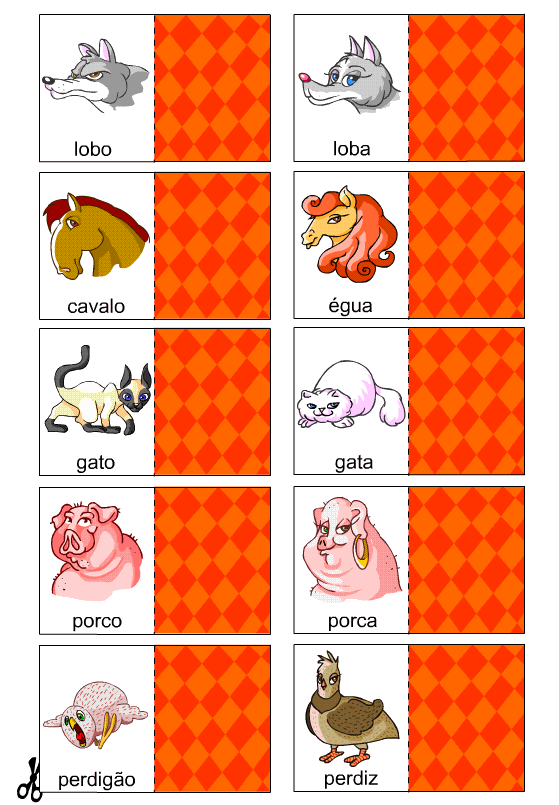 lobo
loba
cavalo
égua
gato
gata
porco
porca
perdigão
perdiz